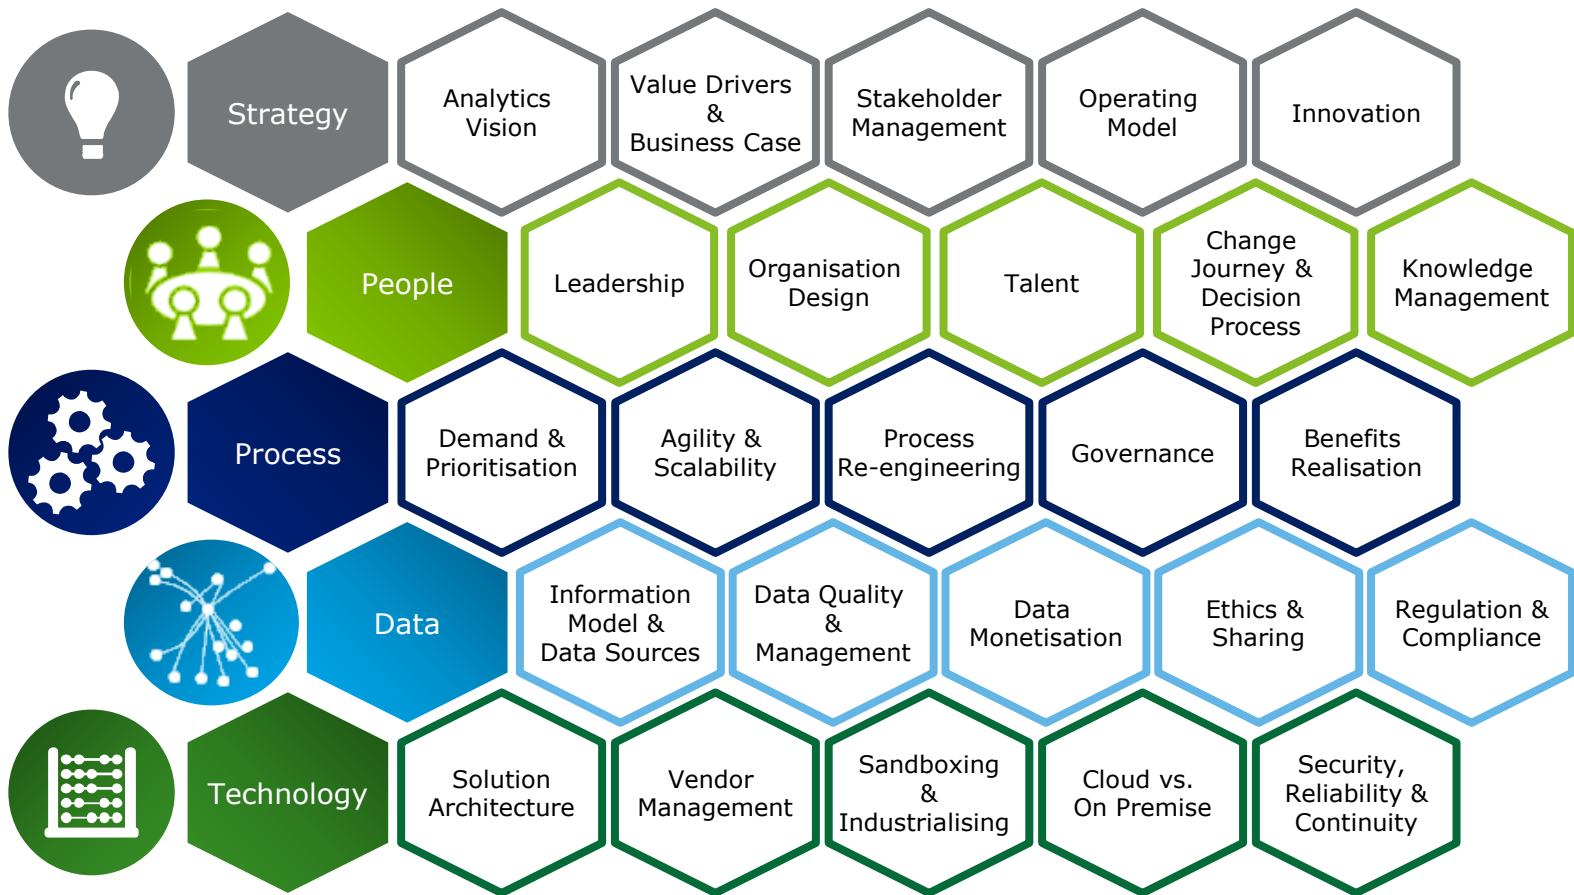 Strategy
Analytics
Vision
Value Drivers
&
Business Case
Stakeholder
Management
Operating
Model
Innovation
People
Leadership
Organisation
Design
Talent
Change
Journey &
Decision
Process
Knowledge
Management
Process
Demand &
Prioritisation
Agility &
Scalability
Process
Re-engineering
Governance
Benefits
Realisation
Data
Information
Model &
Data Sources
Data Quality
&
Management
Data
Monetisation
Ethics &
Sharing
Regulation &
Compliance
Technology
Solution
Architecture
Vendor
Management
Sandboxing
&
Industrialising
Cloud vs.
On Premise
Security,
Reliability &
Continuity